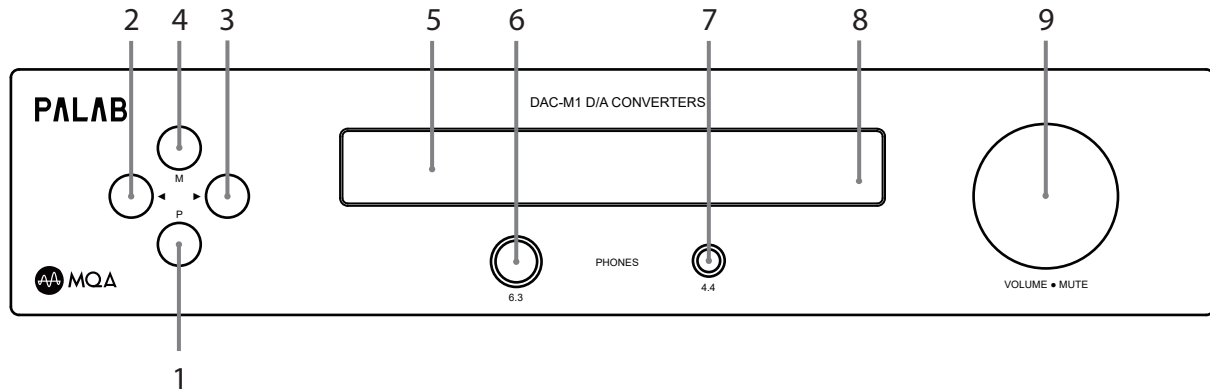 2 4 3 5 6 7 8 9
PALAB
DAC-M1 D/A CONVERTERS
M
◄ ►
P
PHONES
MQA
6.3
4.4
VOLUME ● MUTE
1